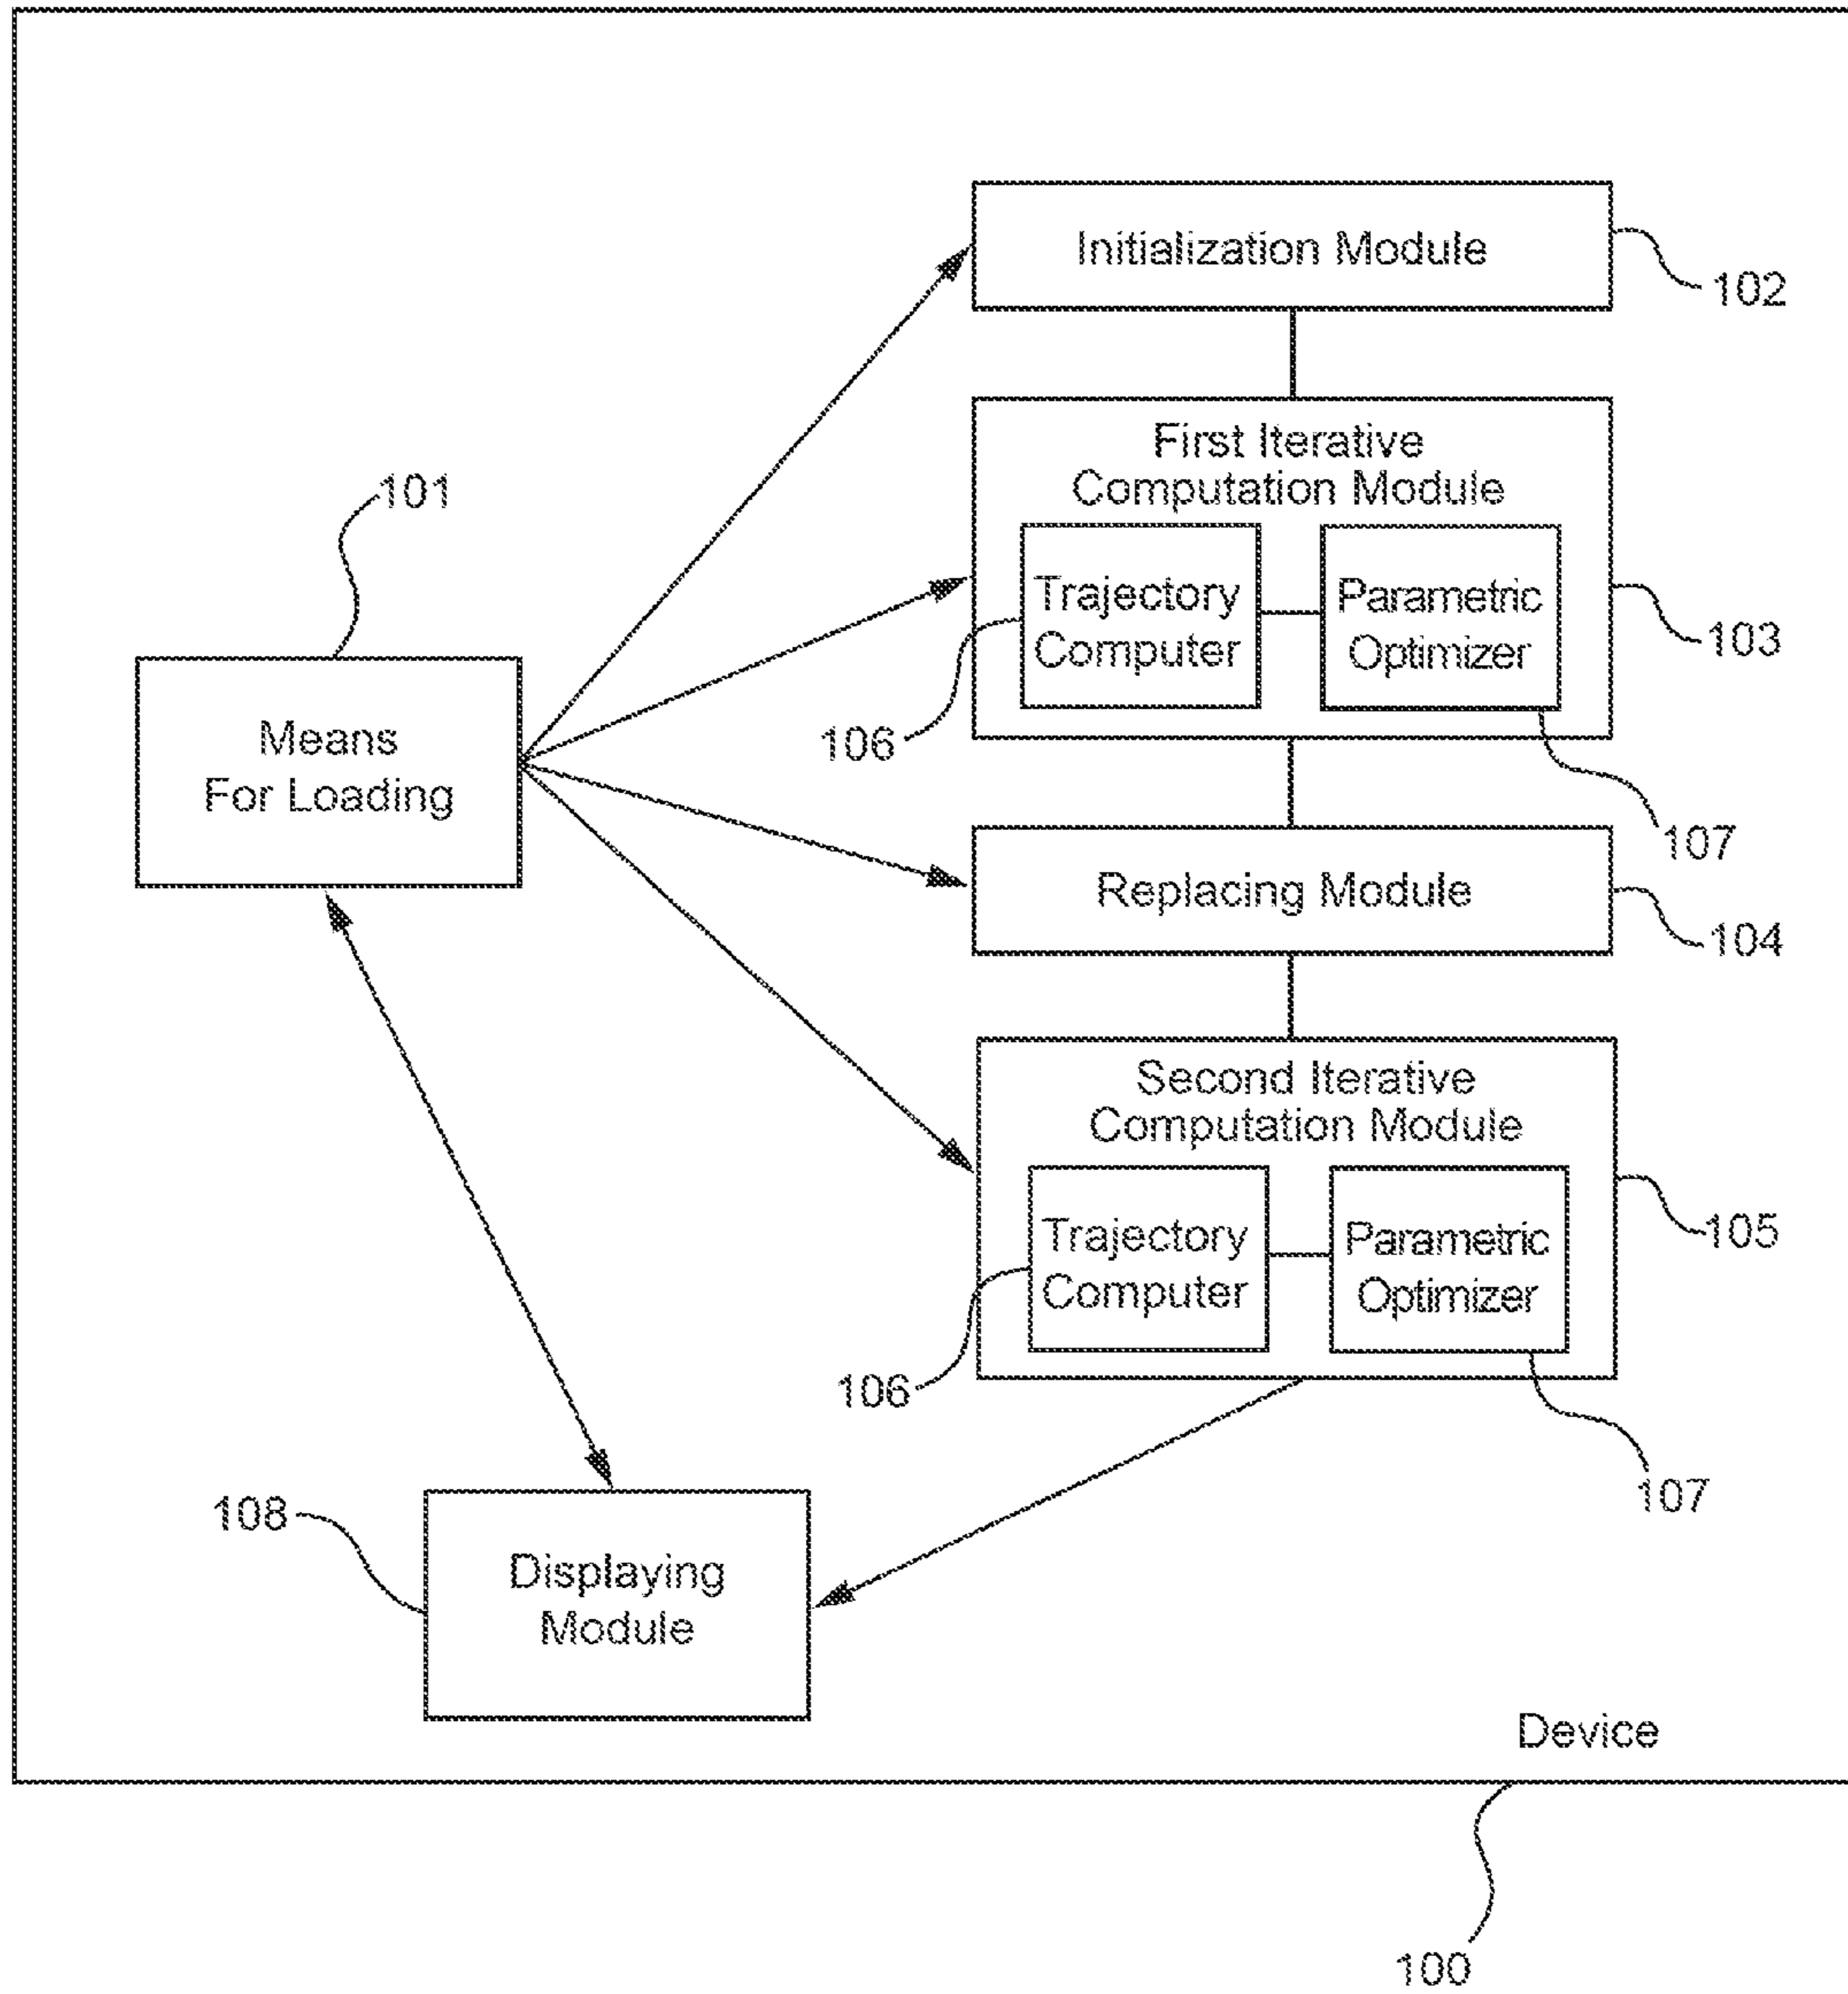 Initialization Module
102
First Iterative
Computation Module
101
Trajectory
Computer
Parametric
Optimizer
103
106
107
Means
For Loading
Replacing Module
104
Second Iterative
Computation Module
Trajectory
Computer
Parametric
Optimizer
105
106
107
108
Displaying
Module
Device
100